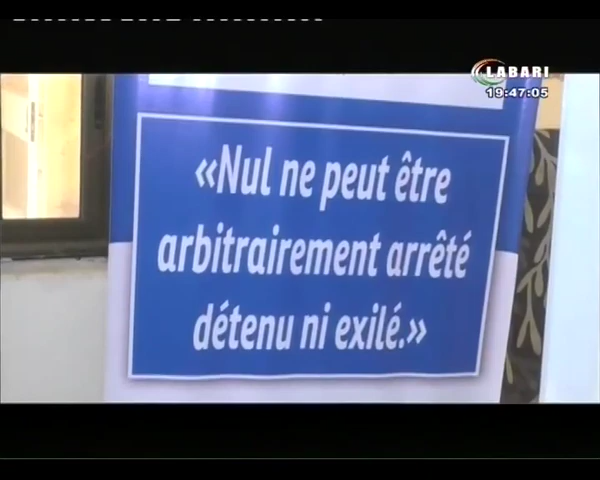 LABARI
19:47:05
«Nul ne peut être
arbitrairement arrêté
détenu ni exilé.»